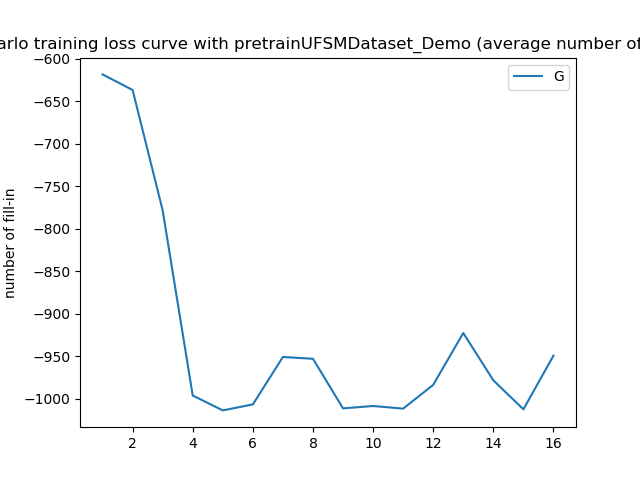 arlo training loss curve with pretrainUFSMDataset_Demo (average number of
G
number of fill-in
−600
−650
−700
−750
−800
−850
−900
−950
−1000
2 4 6 8 10 12 14 16